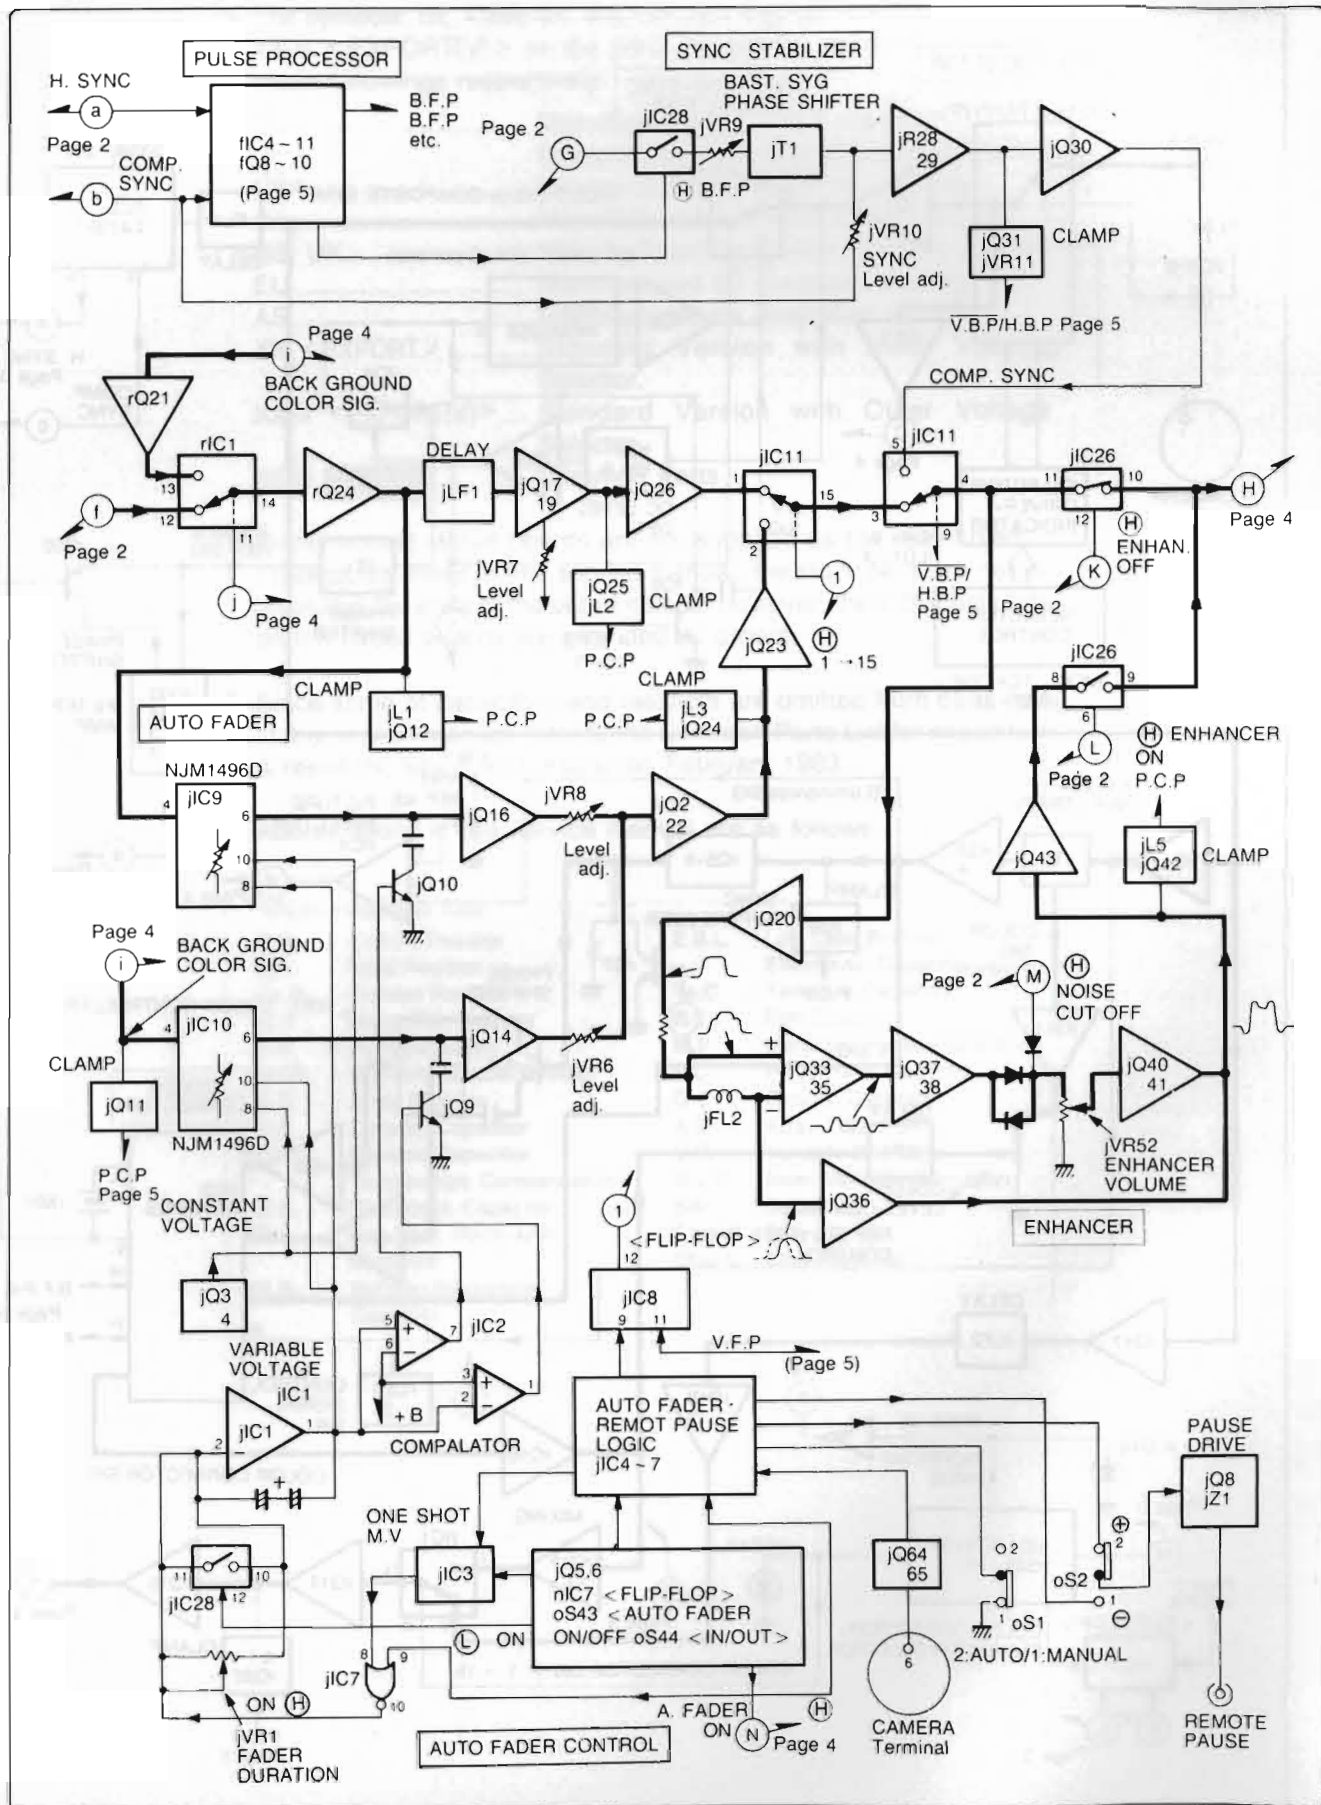 PULSE PROCESSOR
SYNC STABILIZER
H. SYNC
a
Page 2
COMP.
SYNC
b
fIC4 ~ 11
fQ8 ~ 10
(Page 5)
B.F.P
B.F.P
etc.
BAST. SYG
PHASE SHIFTER
Page 2
G
jIC28
jVR9
jT1
H B.F.P
jR28
29
jQ30
jVR10
SYNC
Level adj.
jQ31
jVR11
CLAMP
V.B.P/H.B.P Page 5
COMP. SYNC
Page 4
i
BACK GROUND
COLOR SIG.
rQ21
rIC1
13
12
14
11
f
Page 2
j
Page 4
rQ24
DELAY
jLF1
jQ17
19
jVR7
Level
adj.
jQ25
jL2
CLAMP
P.C.P
jQ26
jIC11
1
2
15
1
H
1 → 15
jIC11
5
3
4
9
V.B.P/
H.B.P
Page 5
jIC26
11
10
12
H
ENHAN.
OFF
K
Page 2
H
Page 4
jIC26
8
9
6
L
Page 2
H ENHANCER
ON
P.C.P
jQ23
CLAMP
jL3
jQ24
P.C.P
CLAMP
jL1
jQ12
P.C.P
AUTO FADER
NJM1496D
jIC9
4
6
10
8
jQ16
jVR8
Level
adj.
jQ2
22
jQ10
jQ43
jL5
jQ42
CLAMP
jQ20
Page 4
i
BACK GROUND
COLOR SIG.
jIC10
4
6
10
8
NJM1496D
CLAMP
jQ11
P.C.P
Page 5
jQ14
jVR6
Level
adj.
jQ9
Page 2
M
H
NOISE
CUT OFF
+
−
jQ33
35
jFL2
jQ37
38
jQ40
41
jVR52
ENHANCER
VOLUME
jQ36
ENHANCER
CONSTANT
VOLTAGE
jQ3
4
1
12
<FLIP-FLOP>
jIC8
9
11
V.F.P
(Page 5)
5
+
6
−
7
jIC2
3
+
2
−
1
+B
COMPALATOR
VARIABLE
VOLTAGE
jIC1
jIC1
2
−
1
+
AUTO FADER ·
REMOT PAUSE
LOGIC
jIC4 ~ 7
PAUSE
DRIVE
jQ8
jZ1
ONE SHOT
M.V
jIC3
jQ5,6
nIC7 <FLIP-FLOP>
oS43 <AUTO FADER
ON/OFF oS44 <IN/OUT>
jQ64
65
2
1
oS1
⊕
2
oS2
1
⊖
2:AUTO/1:MANUAL
11
10
jIC28
12
L ON
8
9
jIC7
10
ON H
jVR1
FADER
DURATION
AUTO FADER CONTROL
A. FADER
ON
N
H
Page 4
6
CAMERA
Terminal
REMOTE
PAUSE